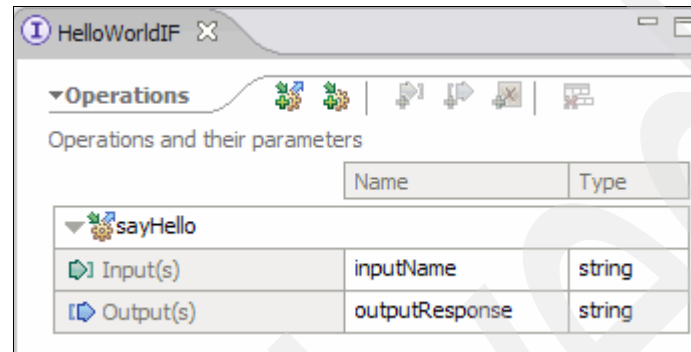 HelloWorldIF
Operations
Operations and their parameters
Name Type
sayHello
Input(s) inputName string
Output(s) outputResponse string